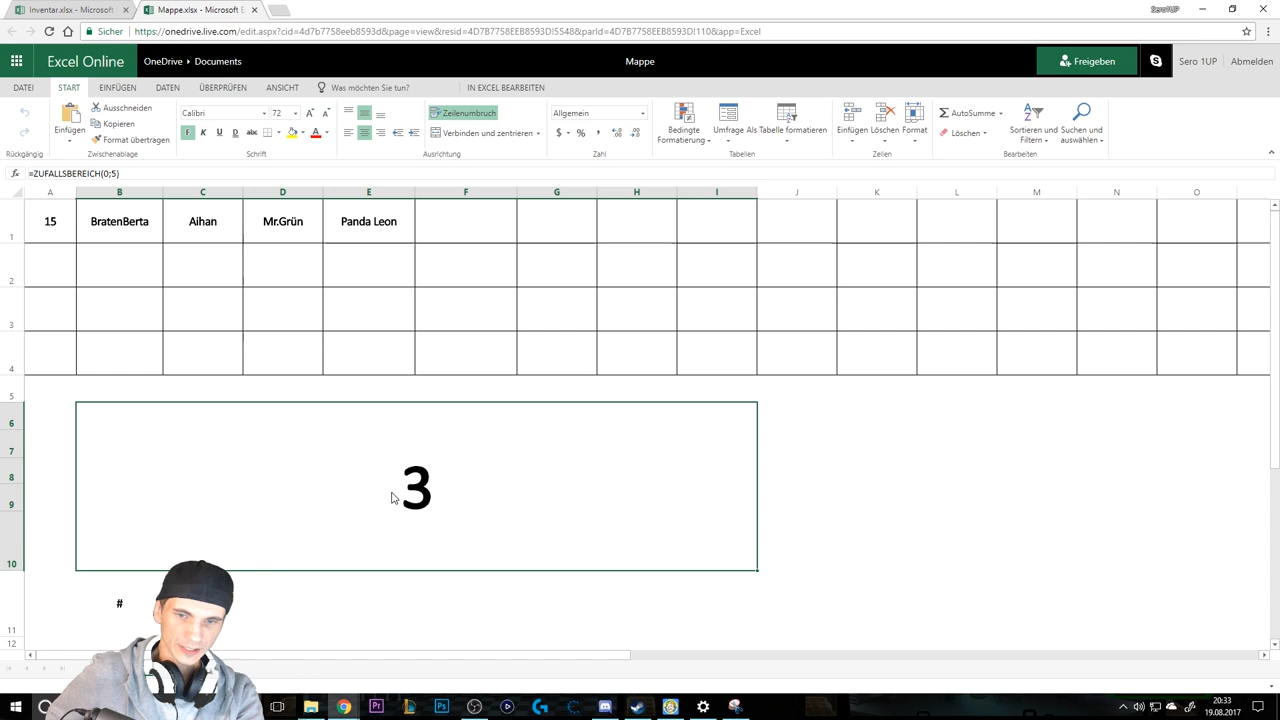 Inventar.xlsx - Microsoft
Mappe.xlsx - Microsoft E
Sero1UP
Sicher
https://onedrive.live.com/edit.aspx?cid=4d7b7758eeb8593d&page=view&resid=4D7B7758EEB8593D!5548&parId=4D7B7758EEB8593D!110&app=Excel
Excel Online
OneDrive ▸ Documents
Mappe
Freigeben
Sero 1UP
Abmelden
DATEI START EINFÜGEN DATEN ÜBERPRÜFEN ANSICHT Was möchten Sie tun? IN EXCEL BEARBEITEN
Einfügen
Ausschneiden
Kopieren
Format übertragen
Calibri 72
F K U D abc
Zeilenumbruch
Verbinden und zentrieren
Allgemein
$ %
Bedingte Formatierung
Umfrage
Als Tabelle formatieren
Einfügen Löschen Format
AutoSumme
Löschen
Sortieren und Filtern
Suchen und auswählen
Rückgängig Zwischenablage Schrift Ausrichtung Zahl Tabellen Zellen Bearbeiten
fx =ZUFALLSBEREICH(0;5)
A B C D E F G H I J K L M N O
1 15 BratenBerta Aihan Mr.Grün Panda Leon
2
3
4
5
6
7
8
9
10
3
#
11
12
20:33
19.08.2017